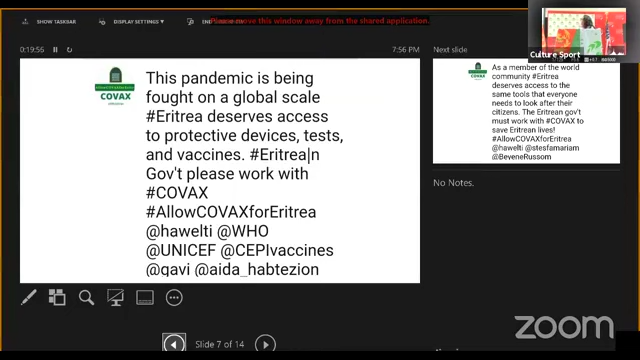 SHOW TASKBAR
DISPLAY SETTINGS ▼
Please move this window away from the shared application.
Culture Sport
0:19:56
7:56 PM
Next slide
COVAX
This pandemic is being
fought on a global scale
#Eritrea deserves access
to protective devices, tests,
and vaccines. #Eritrea|n
Gov't please work with
#COVAX
#AllowCOVAXforEritrea
@hawelti @WHO
@UNICEF @CEPIvaccines
@gavi @aida_habtezion
COVAX
As a member of the world
community #Eritrea
deserves access to the
same tools that everyone
needs to look after their
citizens. The Eritrean gov't
must work with #COVAX to
save Eritrean lives!
#AllowCOVAXforEritrea
@hawelti @stesfamariam
@BeyeneRussom
No Notes.
Slide 7 of 14
zoom